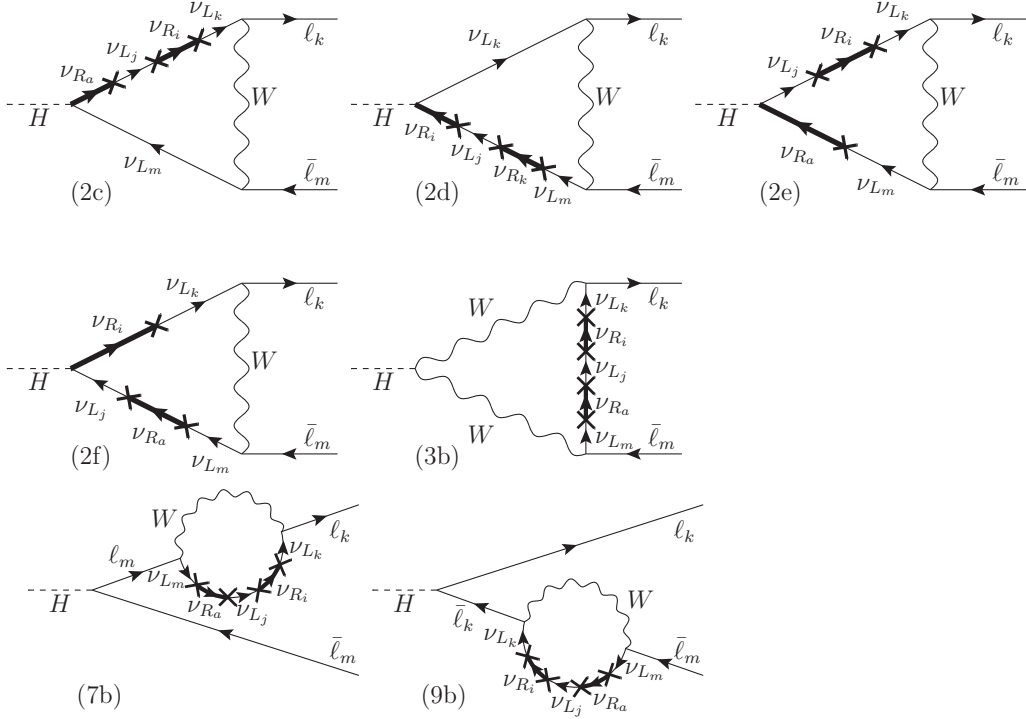 ν_{L_k}
ν_{R_i}
ν_{L_j}
ν_{R_a}
ℓ_k
W
H
ν_{L_m}
ℓ̄_m
(2c)
ν_{L_k}
ℓ_k
W
H
ν_{R_i}
ν_{L_j}
ν_{R_k}
ν_{L_m}
ℓ̄_m
(2d)
ν_{R_i}
ν_{L_k}
ν_{L_j}
ℓ_k
W
H
ν_{R_a}
ν_{L_m}
ℓ̄_m
(2e)
ν_{L_k}
ν_{R_i}
ℓ_k
W
H
ν_{L_j}
ν_{R_a}
ν_{L_m}
ℓ̄_m
(2f)
W
ν_{L_k}
ℓ_k
ν_{R_i}
H
ν_{L_j}
ν_{R_a}
W
ν_{L_m}
ℓ̄_m
(3b)
W
ℓ_k
ℓ_m
ν_{L_k}
ν_{L_m}
ν_{R_i}
H
ν_{R_a}
ν_{L_j}
ℓ̄_m
(7b)
ℓ_k
H
W
ℓ̄_k
ν_{L_k}
ℓ̄_m
ν_{L_m}
ν_{R_i}
ν_{R_a}
ν_{L_j}
(9b)